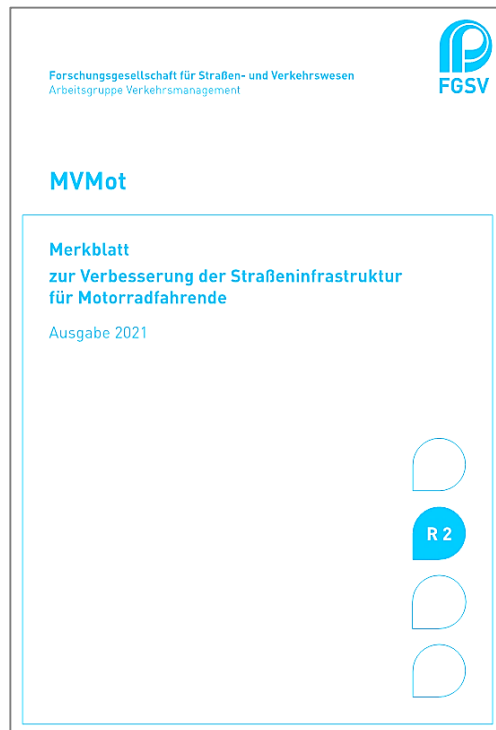 Forschungsgesellschaft für Straßen- und Verkehrswesen
Arbeitsgruppe Verkehrsmanagement
FGSV
MVMot
Merkblatt
zur Verbesserung der Straßeninfrastruktur
für Motorradfahrende
Ausgabe 2021
R 2